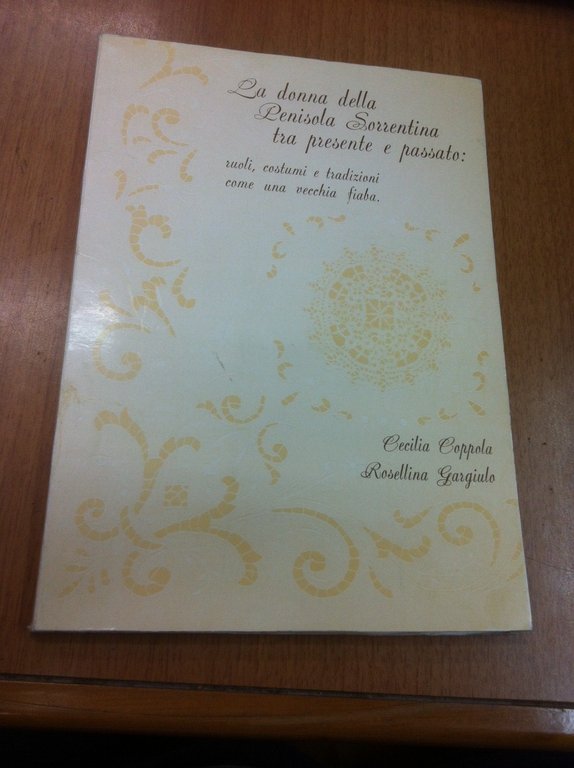 La donna della
Penisola Sorrentina
tra presente e passato:
ruoli, costumi e tradizioni
come una vecchia fiaba.
Cecilia Coppola
Rosellina Gargiulo